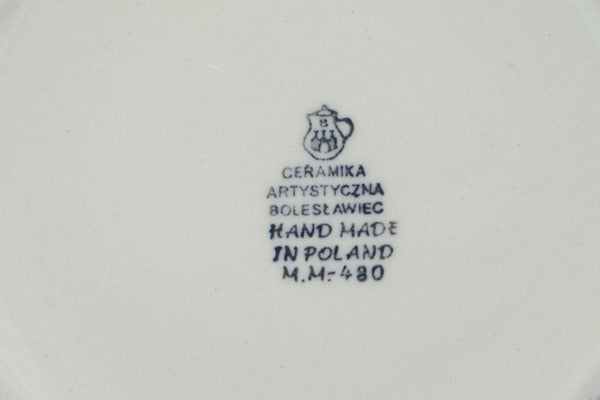 B
CERAMIKA
ARTYSTYCZNA
BOLESŁAWIEC
HAND MADE
IN POLAND
M.M.-480